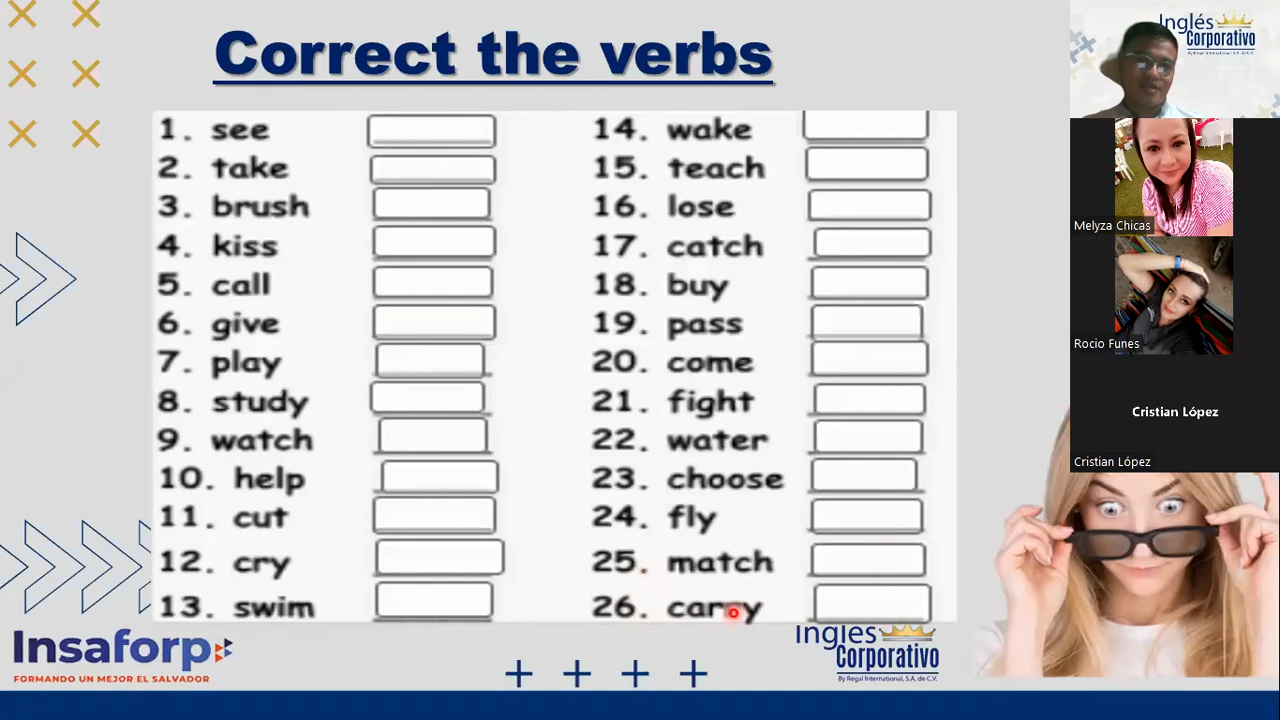 Correct the verbs
1. see
2. take
3. brush
4. kiss
5. call
6. give
7. play
8. study
9. watch
10. help
11. cut
12. cry
13. swim
14. wake
15. teach
16. lose
17. catch
18. buy
19. pass
20. come
21. fight
22. water
23. choose
24. fly
25. match
26. carry
Insaforp
FORMANDO UN MEJOR EL SALVADOR
Inglés
Corporativo
By Regal International, S.A. de C.V.
Inglés
Corporativo
By Regal International, S.A. de C.V.
Melyza Chicas
Rocio Funes
Cristian López
Cristian López